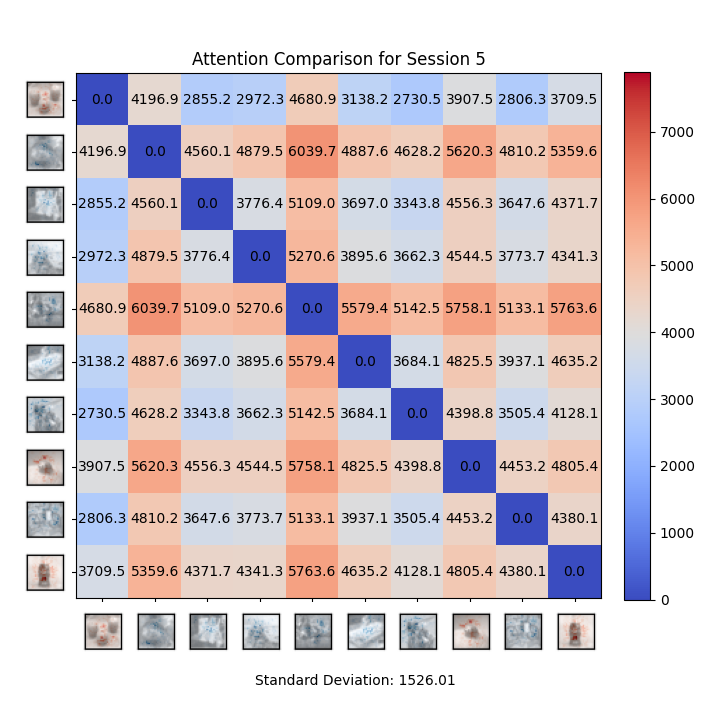 Attention Comparison for Session 5
0.0 4196.9 2855.2 2972.3 4680.9 3138.2 2730.5 3907.5 2806.3 3709.5
4196.9 0.0 4560.1 4879.5 6039.7 4887.6 4628.2 5620.3 4810.2 5359.6
2855.2 4560.1 0.0 3776.4 5109.0 3697.0 3343.8 4556.3 3647.6 4371.7
2972.3 4879.5 3776.4 0.0 5270.6 3895.6 3662.3 4544.5 3773.7 4341.3
4680.9 6039.7 5109.0 5270.6 0.0 5579.4 5142.5 5758.1 5133.1 5763.6
3138.2 4887.6 3697.0 3895.6 5579.4 0.0 3684.1 4825.5 3937.1 4635.2
2730.5 4628.2 3343.8 3662.3 5142.5 3684.1 0.0 4398.8 3505.4 4128.1
3907.5 5620.3 4556.3 4544.5 5758.1 4825.5 4398.8 0.0 4453.2 4805.4
2806.3 4810.2 3647.6 3773.7 5133.1 3937.1 3505.4 4453.2 0.0 4380.1
3709.5 5359.6 4371.7 4341.3 5763.6 4635.2 4128.1 4805.4 4380.1 0.0
7000
6000
5000
4000
3000
2000
1000
0
Standard Deviation: 1526.01